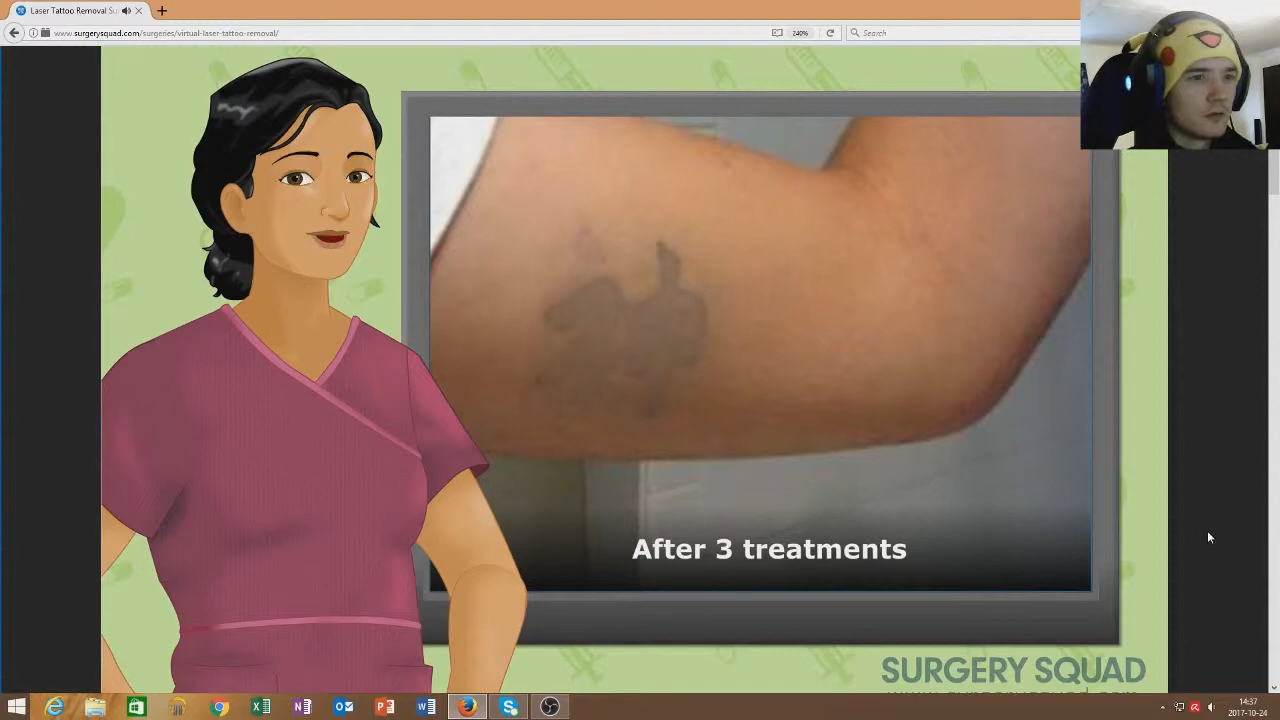 Laser Tattoo Removal Su
www.surgerysquad.com/surgeries/virtual-laser-tattoo-removal/
240%
Search
After 3 treatments
SURGERY SQUAD
14:37
2017-10-24